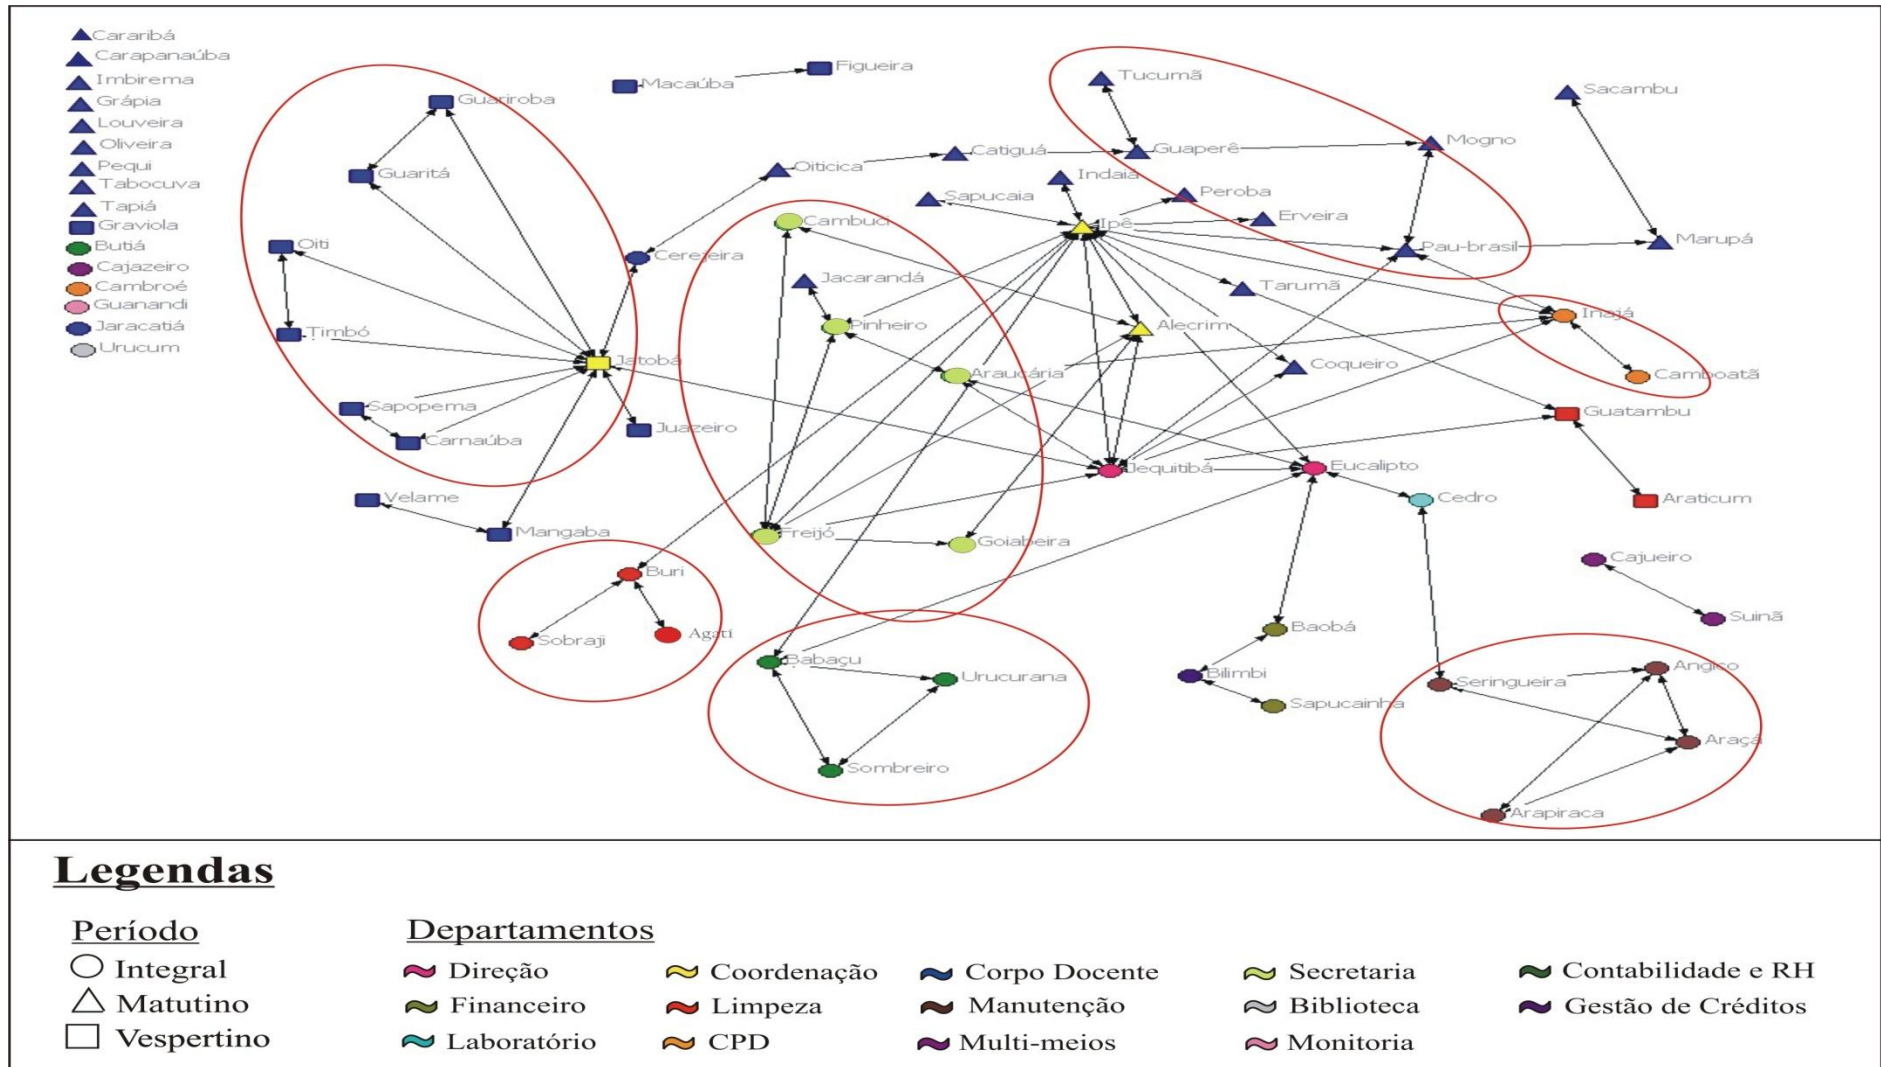 Cararibá
Carapanaúba
Imbirema
Grápia
Louveira
Oliveira
Pequi
Tabocuva
Tapiá
Graviola
Butiá
Cajazeiro
Cambroé
Guanandi
Jaracatiá
Urucum
Macaúba
Figueira
Tucumã
Sacambu
Guariroba
Mogno
Guaritá
Oiticica
Catiguá
Guaperê
Indaiá
Sapucaia
Peroba
Erveira
Cambuci
Ipê
Oiti
Cerejeira
Pau-brasil
Marupá
Jacarandá
Tarumã
Timbó
Pinheiro
Alecrim
Inajá
Jatobá
Araucária
Coqueiro
Camboatã
Sapopema
Carnaúba
Juazeiro
Guatambu
Jequitibá
Eucalipto
Velame
Cedro
Araticum
Mangaba
Freijó
Goiabeira
Cajueiro
Buri
Sobraji
Agati
Baobá
Suinã
Babaçu
Urucurana
Bilimbi
Seringueira
Angico
Sapucainha
Araçá
Sombreiro
Arapiraca
Legendas
Período
Integral
Matutino
Vespertino
Departamentos
Direção
Coordenação
Corpo Docente
Secretaria
Contabilidade e RH
Financeiro
Limpeza
Manutenção
Biblioteca
Gestão de Créditos
Laboratório
CPD
Multi-meios
Monitoria